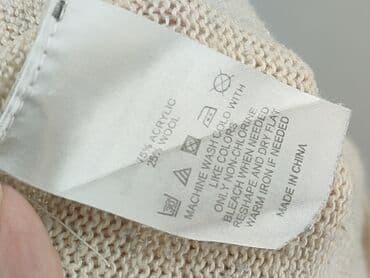 ACRYLIC
WOOL
MACHINE WASH COLD WITH
LIKE COLORS
ONLY NON-CHLORINE
BLEACH WHEN NEEDED
RESHAPE AND DRY FLAT
WARM IRON IF NEEDED
MADE IN CHINA